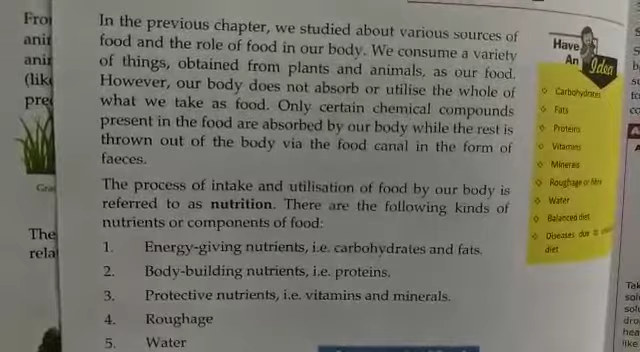 In the previous chapter, we studied about various sources of
food and the role of food in our body. We consume a variety
of things, obtained from plants and animals, as our food.
However, our body does not absorb or utilise the whole of
what we take as food. Only certain chemical compounds
present in the food are absorbed by our body while the rest is
thrown out of the body via the food canal in the form of
faeces.
The process of intake and utilisation of food by our body is
referred to as nutrition. There are the following kinds of
nutrients or components of food:
1. Energy-giving nutrients, i.e. carbohydrates and fats.
2. Body-building nutrients, i.e. proteins.
3. Protective nutrients, i.e. vitamins and minerals.
4. Roughage
5. Water
Have
An Idea
Carbohydrates
Fats
Proteins
Vitamins
Minerals
Roughage or fibre
Water
Balanced diet
Diseases due to
diet
The